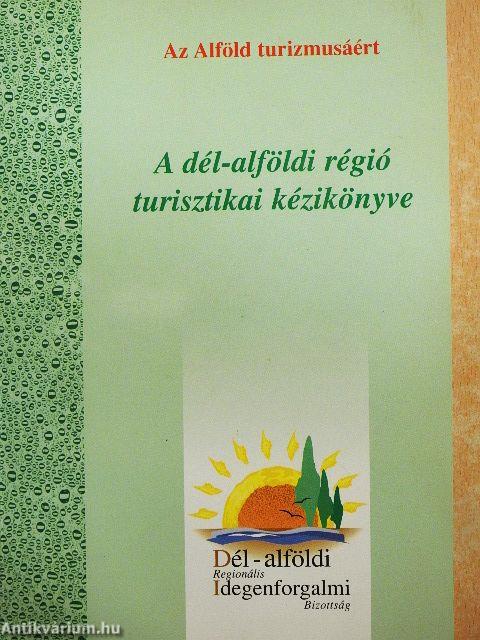 Az Alföld turizmusáért
A dél-alföldi régió
turisztikai kézikönyve
Dél-alföldi
Regionális
Idegenforgalmi
Bizottság
Antikvarium.hu